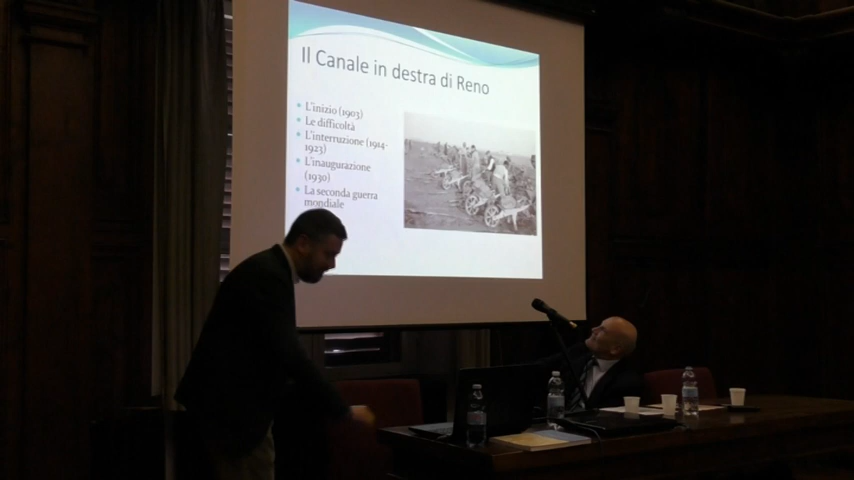 Il Canale in destra di Reno
L'inizio (1903)
Le difficoltà
L'interruzione (1914-
1923)
L'inaugurazione
(1930)
La seconda guerra
mondiale